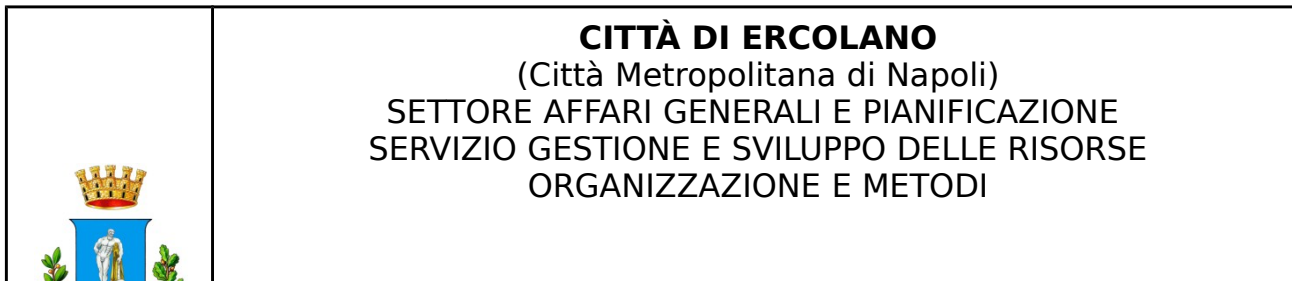 CITTÀ DI ERCOLANO
(Città Metropolitana di Napoli)
SETTORE AFFARI GENERALI E PIANIFICAZIONE
SERVIZIO GESTIONE E SVILUPPO DELLE RISORSE
ORGANIZZAZIONE E METODI